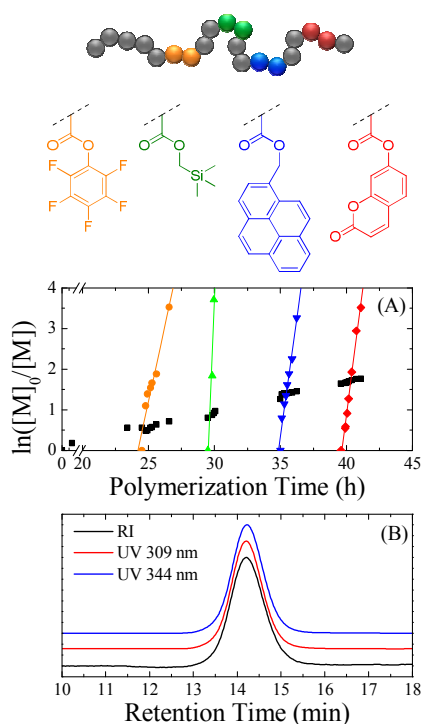 O O O O
O O O O
F F
Si
F F
O
F
O
(A)
ln([M]0/[M])
4
3
2
1
0
0 20 25 30 35 40 45
Polymerization Time (h)
(B)
RI
UV 309 nm
UV 344 nm
10 11 12 13 14 15 16 17 18
Retention Time (min)